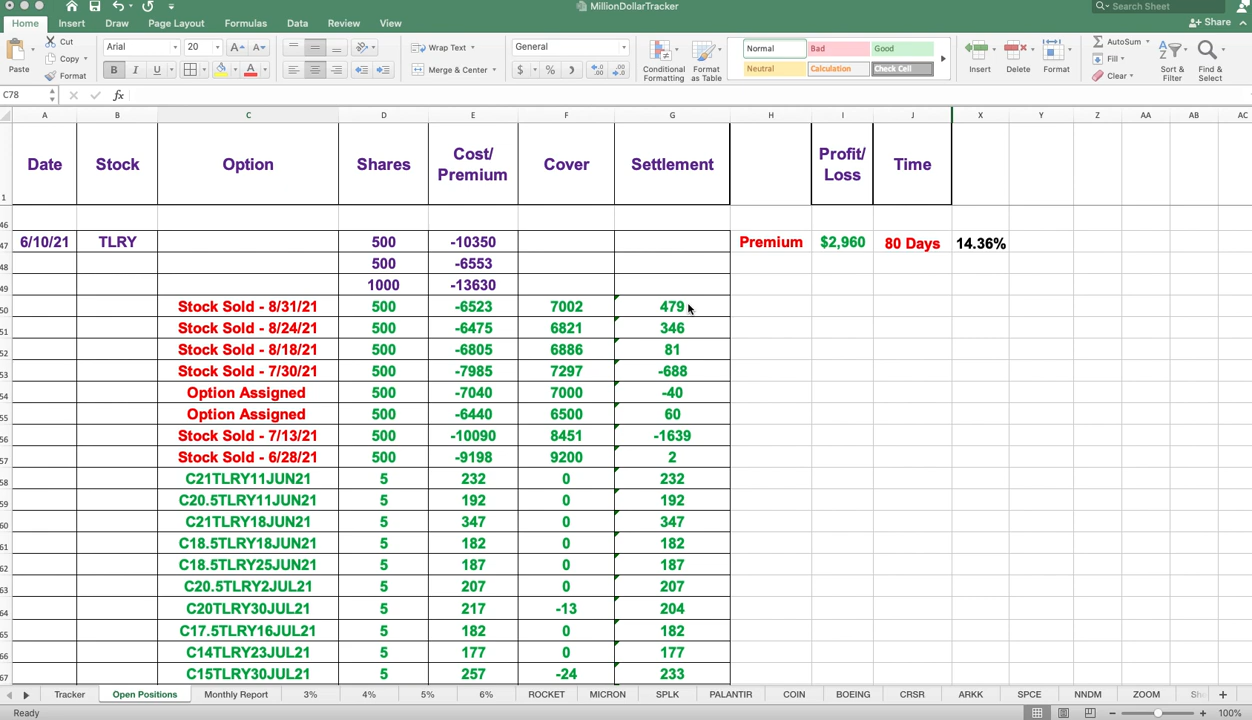 MillionDollarTracker
Search Sheet
Home Insert Draw Page Layout Formulas Data Review View
Share
Paste
Cut
Copy
Format
Arial 20
A A
B I U
A
Wrap Text
Merge & Center
General
$ % )
Conditional Formatting
Format as Table
Normal Bad Good
Neutral Calculation Check Cell
Insert Delete Format
AutoSum
Fill
Clear
Sort & Filter
Find & Select
C78 fx
A B C D E F G H I J X Y Z AA AB AC
1 Date Stock Option Shares Cost/ Premium Cover Settlement Profit/ Loss Time
46
47 6/10/21 TLRY 500 -10350 Premium $2,960 80 Days 14.36%
48 500 -6553
49 1000 -13630
50 Stock Sold - 8/31/21 500 -6523 7002 479
51 Stock Sold - 8/24/21 500 -6475 6821 346
52 Stock Sold - 8/18/21 500 -6805 6886 81
53 Stock Sold - 7/30/21 500 -7985 7297 -688
54 Option Assigned 500 -7040 7000 -40
55 Option Assigned 500 -6440 6500 60
56 Stock Sold - 7/13/21 500 -10090 8451 -1639
57 Stock Sold - 6/28/21 500 -9198 9200 2
58 C21TLRY11JUN21 5 232 0 232
59 C20.5TLRY11JUN21 5 192 0 192
60 C21TLRY18JUN21 5 347 0 347
61 C18.5TLRY18JUN21 5 182 0 182
62 C18.5TLRY25JUN21 5 187 0 187
63 C20.5TLRY2JUL21 5 207 0 207
64 C20TLRY30JUL21 5 217 -13 204
65 C17.5TLRY16JUL21 5 182 0 182
66 C14TLRY23JUL21 5 177 0 177
67 C15TLRY30JUL21 5 257 -24 233
Tracker Open Positions Monthly Report 3% 4% 5% 6% ROCKET MICRON SPLK PALANTIR COIN BOEING CRSR ARKK SPCE NNDM ZOOM
Ready 100%